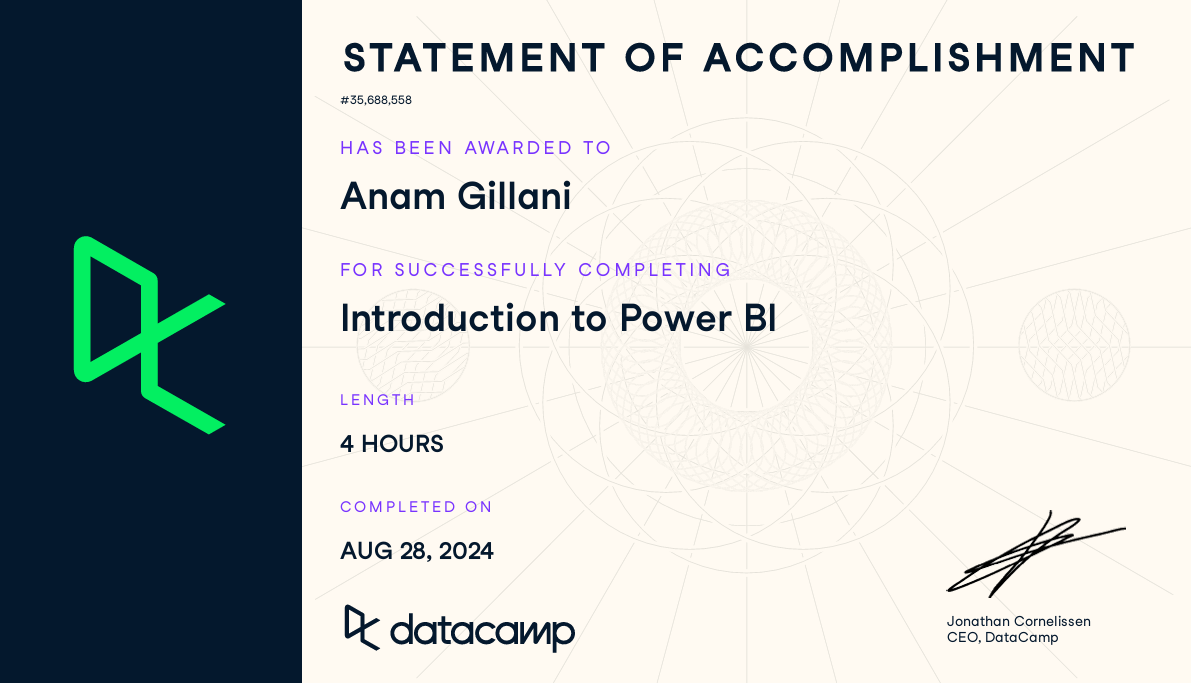 STATEMENT OF ACCOMPLISHMENT
#35,688,558
HAS BEEN AWARDED TO
Anam Gillani
FOR SUCCESSFULLY COMPLETING
Introduction to Power BI
LENGTH
4 HOURS
COMPLETED ON
AUG 28, 2024
datacamp
Jonathan Cornelissen
CEO, DataCamp